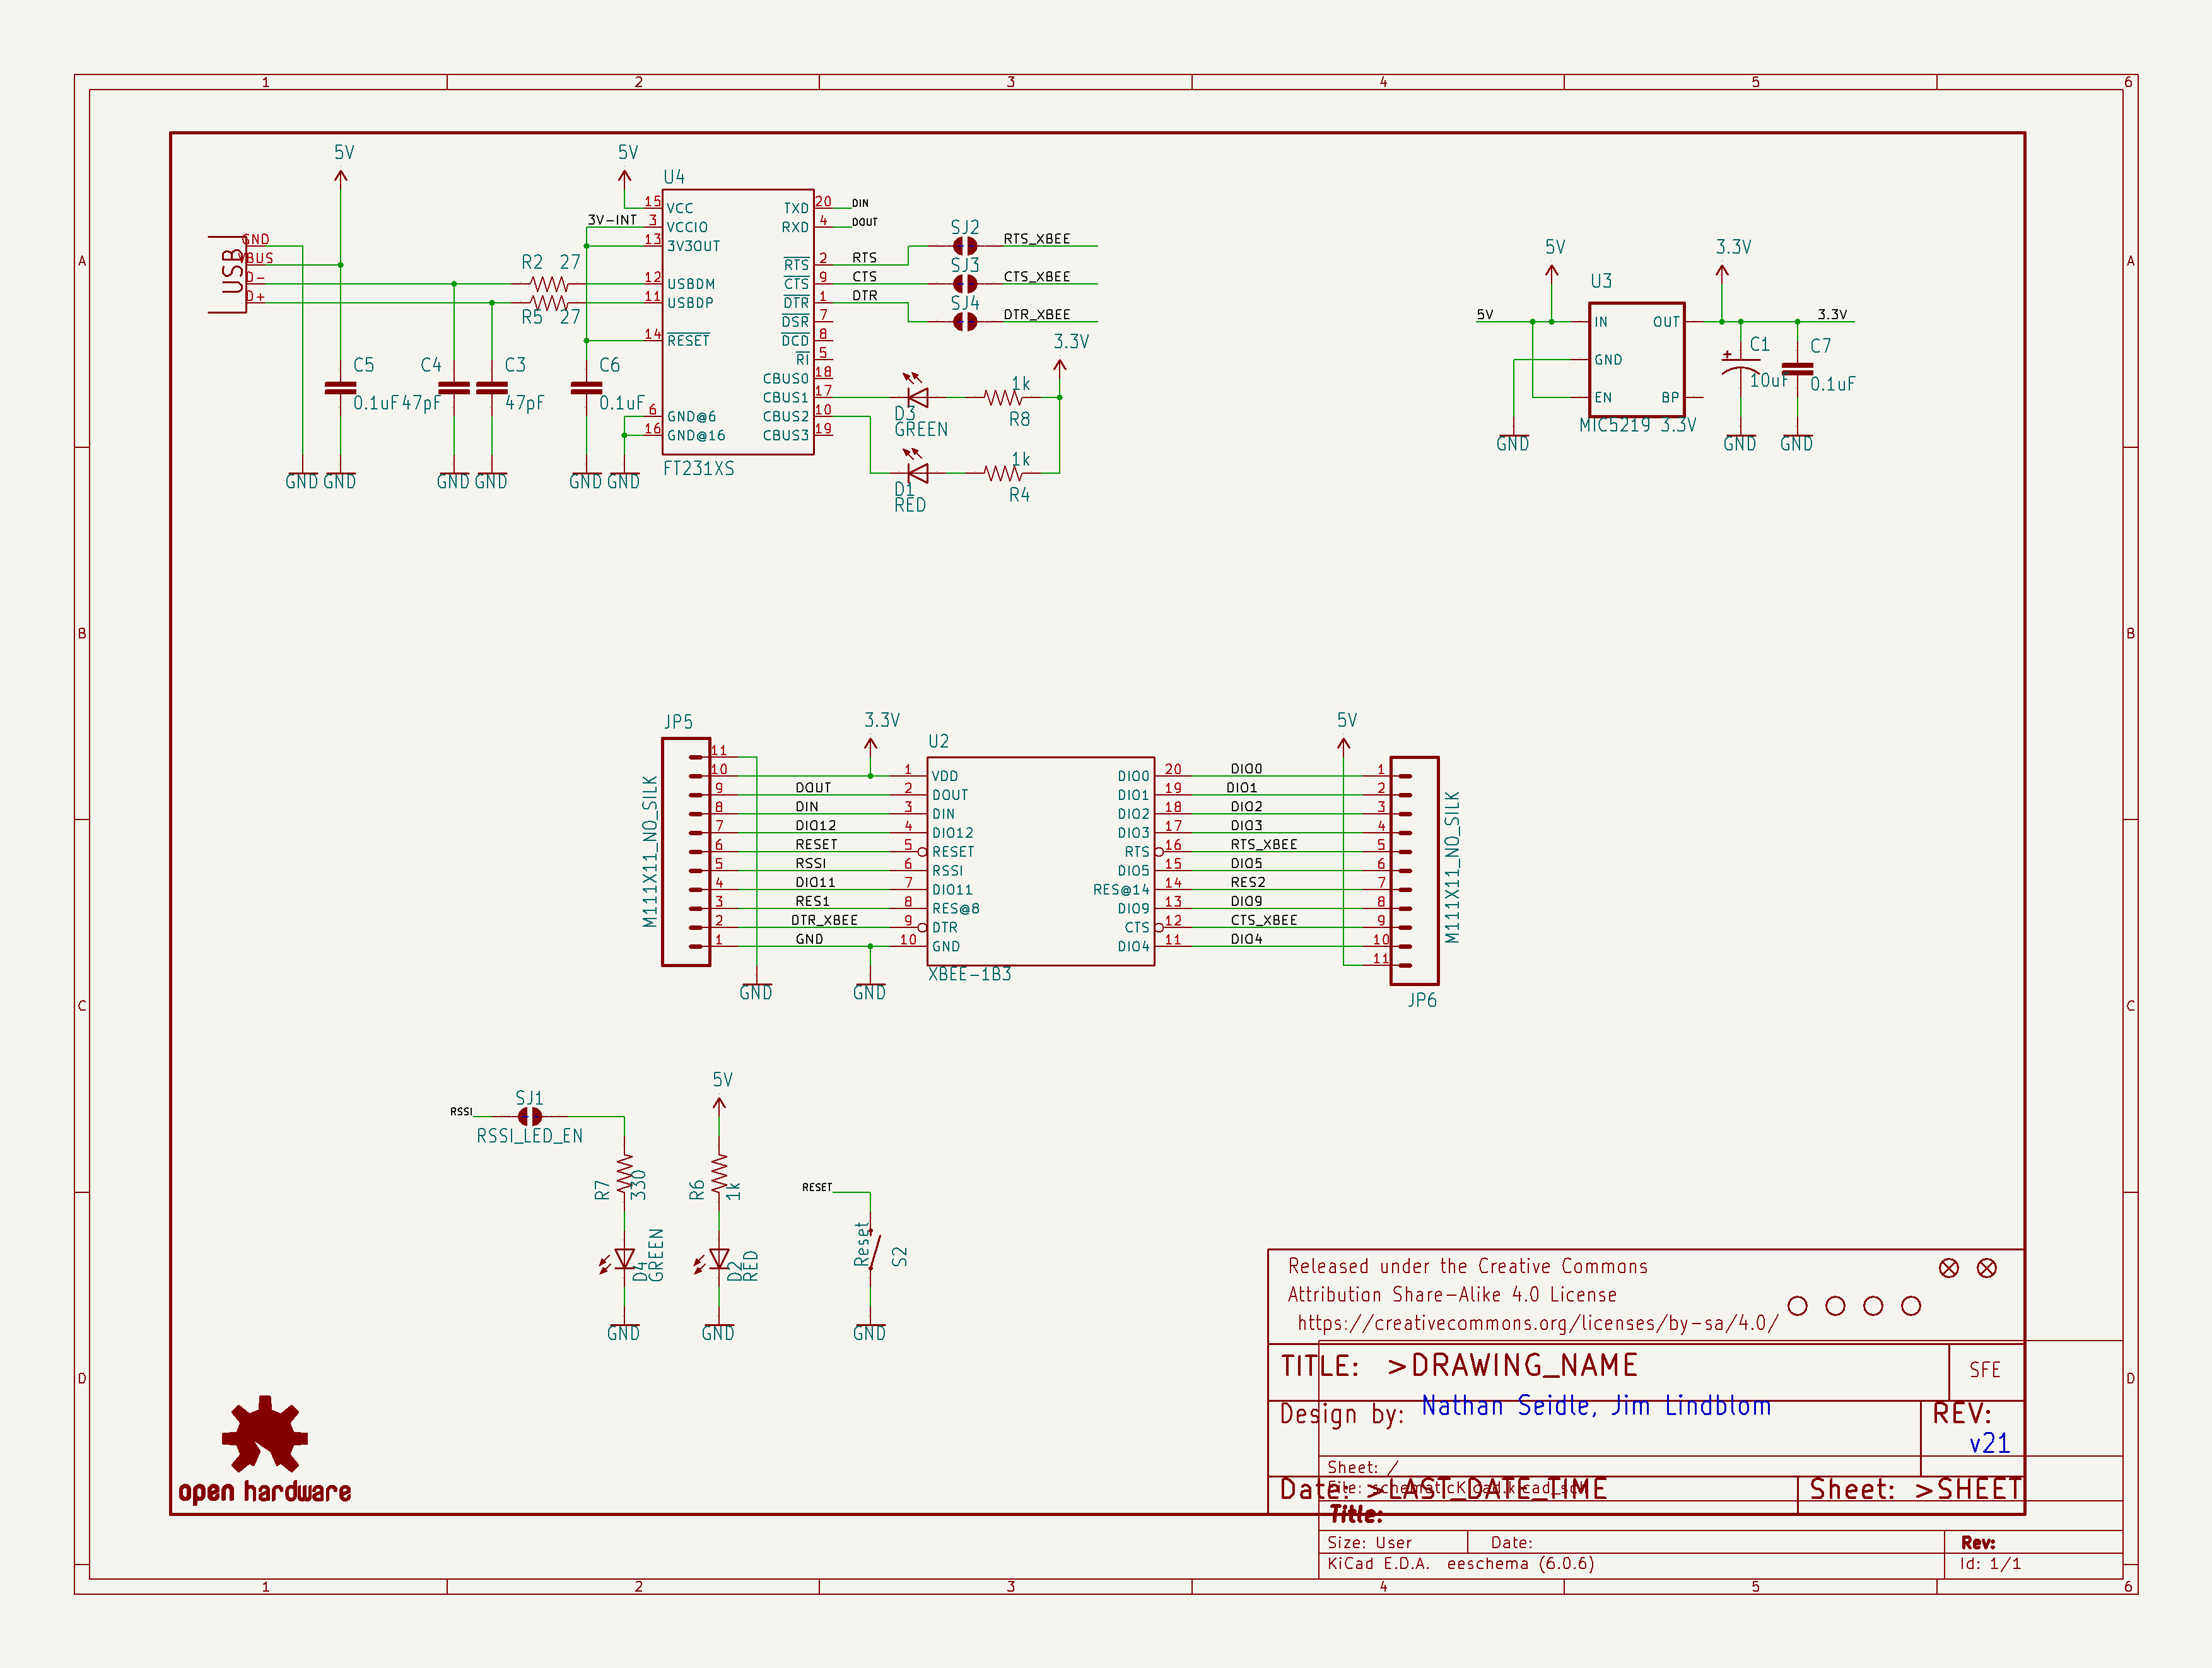 1 2 3 4 5 6
A
B
C
D
A
B
C
D
1 2 3 4 5 6
5V
USB
GND
VBUS
D-
D+
C5
0.1uF
C4
47pF
C3
47pF
R2 27
R5 27
C6
0.1uF
3V-INT
GND GND GND GND GND GND
5V
U4
15 VCC
3 VCCIO
13 3V3OUT
12 USBDM
11 USBDP
14 RESET
6 GND@6
16 GND@16
TXD 20 DIN
RXD 4 DOUT
RTS 2 RTS
CTS 9 CTS
DTR 1 DTR
DSR 7
DCD 8
RI 5
CBUS0 18
CBUS1 17
CBUS2 10
CBUS3 19
FT231XS
SJ2
RTS_XBEE
SJ3
CTS_XBEE
SJ4
DTR_XBEE
3.3V
D3
GREEN
1k
R8
D1
RED
1k
R4
5V
3.3V
U3
5V
IN OUT
GND
EN BP
MIC5219 3.3V
3.3V
C1
10uF
C7
0.1uF
GND GND GND
JP5
M111X11_NO_SILK
11
10
9 DOUT
8 DIN
7 DIO12
6 RESET
5 RSSI
4 DIO11
3 RES1
2 DTR_XBEE
1 GND
GND GND
3.3V
U2
1 VDD
2 DOUT
3 DIN
4 DIO12
5 RESET
6 RSSI
7 DIO11
8 RES@8
9 DTR
10 GND
DIO0 20 DIO0 1
DIO1 19 DIO1 2
DIO2 18 DIO2 3
DIO3 17 DIO3 4
RTS 16 RTS_XBEE 5
DIO5 15 DIO5 6
RES@14 14 RES2 7
DIO9 13 DIO9 8
CTS 12 CTS_XBEE 9
DIO4 11 DIO4 10
11
XBEE-1B3
5V
M111X11_NO_SILK
JP6
RSSI
SJ1
RSSI_LED_EN
R7
330
D4
GREEN
GND
5V
R6
1k
D2
RED
GND
RESET
Reset
S2
GND
open hardware
Released under the Creative Commons
Attribution Share-Alike 4.0 License
https://creativecommons.org/licenses/by-sa/4.0/
TITLE: >DRAWING_NAME
SFE
Design by: Nathan Seidle, Jim Lindblom
REV:
v21
Sheet: /
File: schematicKicad.kicad_sch
Date: >LAST_DATE_TIME
Sheet: >SHEET
Title:
Size: User Date: Rev:
KiCad E.D.A. eeschema (6.0.6) Id: 1/1